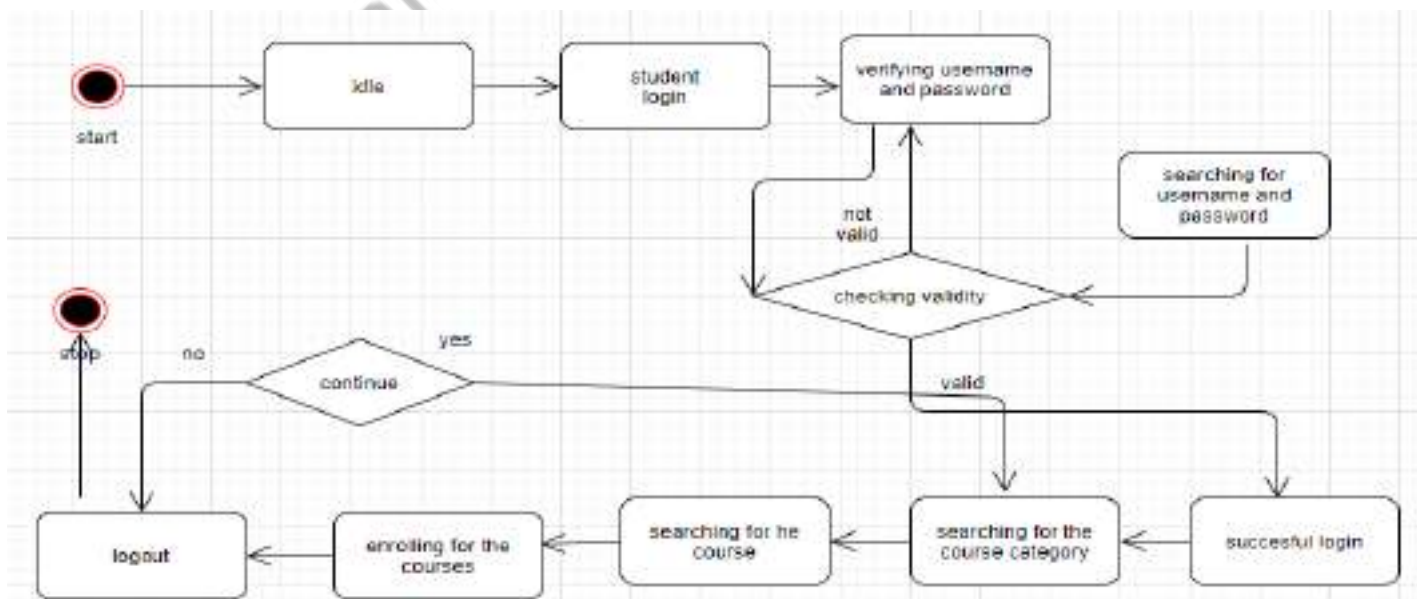 idle
student
login
verifying username
and password
start
searching for
username and
password
not
valid
checking validity
stop
no
yes
continue
valid
logout
enrolling for the
courses
searching for he
course
searching for the
course category
succesful login